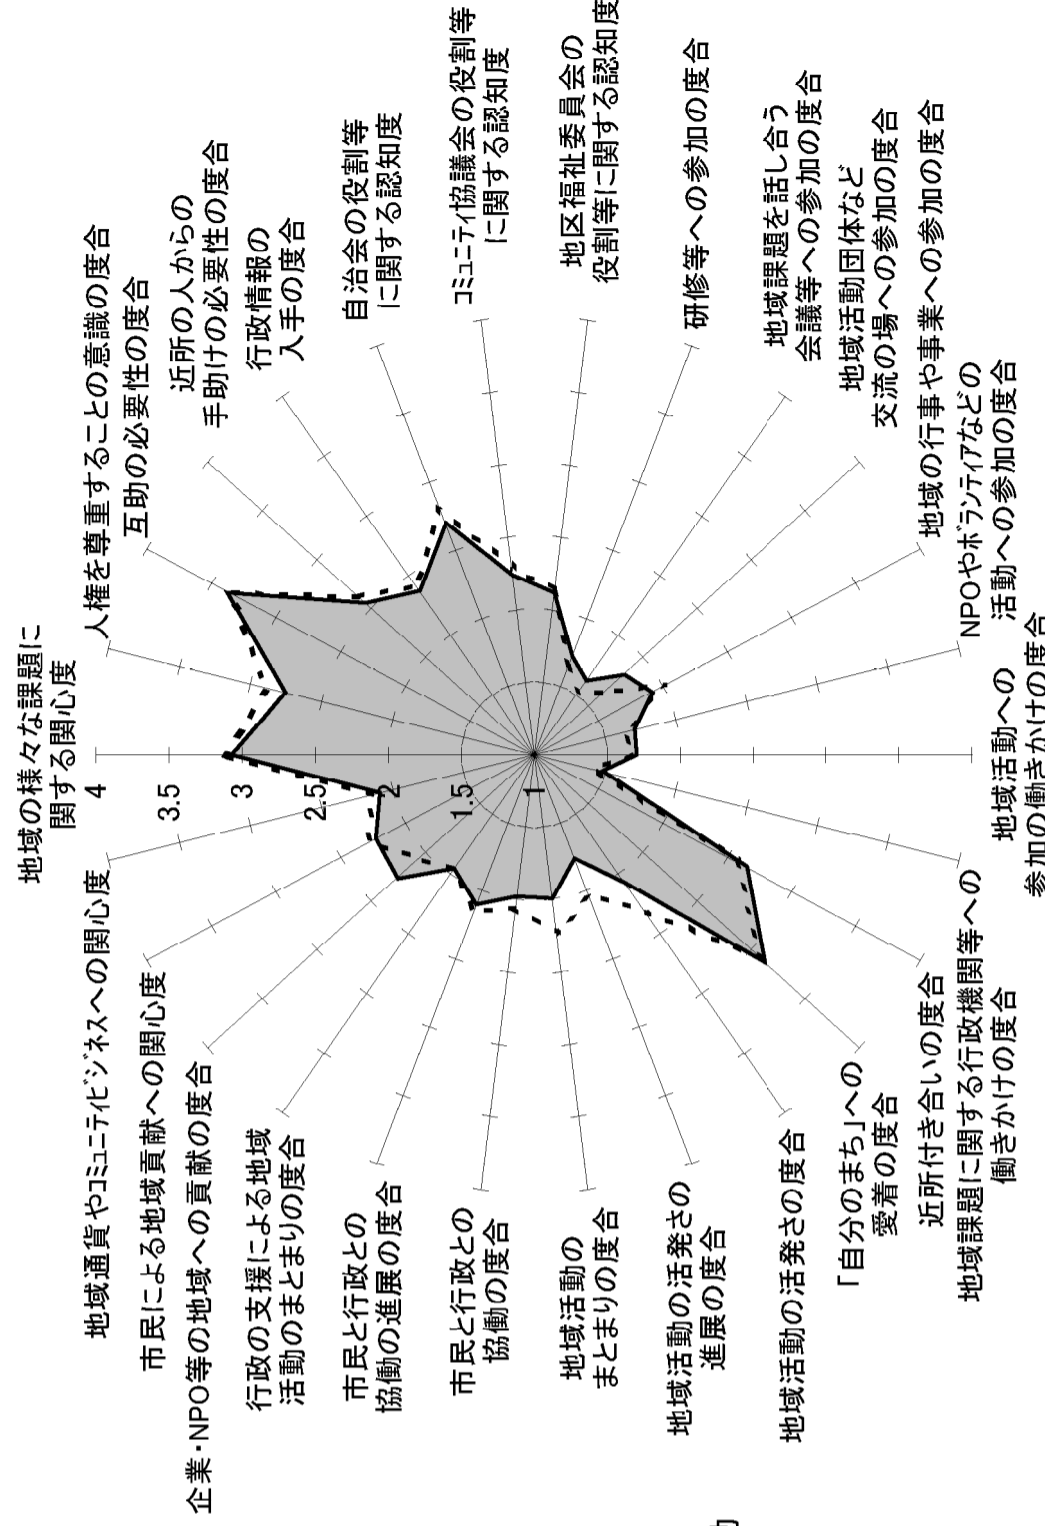 地域の様々な課題に
関する関心度
人権を尊重することの意識の度合
互助の必要性の度合
近所の人からの
手助けの必要性の度合
行政情報の
入手の度合
自治会の役割等
に関する認知度
ｺﾐｭﾆﾃｨ協議会の役割等
に関する認知度
地区福祉委員会の
役割等に関する認知度
研修等への参加の度合
地域課題を話し合う
会議等への参加の度合
地域活動団体など
交流の場への参加の度合
地域の行事や事業への参加の度合
NPOやﾎﾞﾗﾝﾃｨｱなどの
活動への参加の度合
地域活動への
参加の働きかけの度合
地域課題に関する行政機関等への
働きかけの度合
近所付き合いの度合
「自分のまち」への
愛着の度合
地域活動の活発さの度合
地域活動の活発さの
進展の度合
地域活動の
まとまりの度合
市民と行政との
協働の度合
市民と行政との
協働の進展の度合
行政の支援による地域
活動のまとまりの度合
企業・NPO等の地域への貢献の度合
市民による地域貢献への関心度
地域通貨やｺﾐｭﾆﾃｨﾋﾞｼﾞﾈｽへの関心度
4
3.5
3
2.5
2
1.5
1